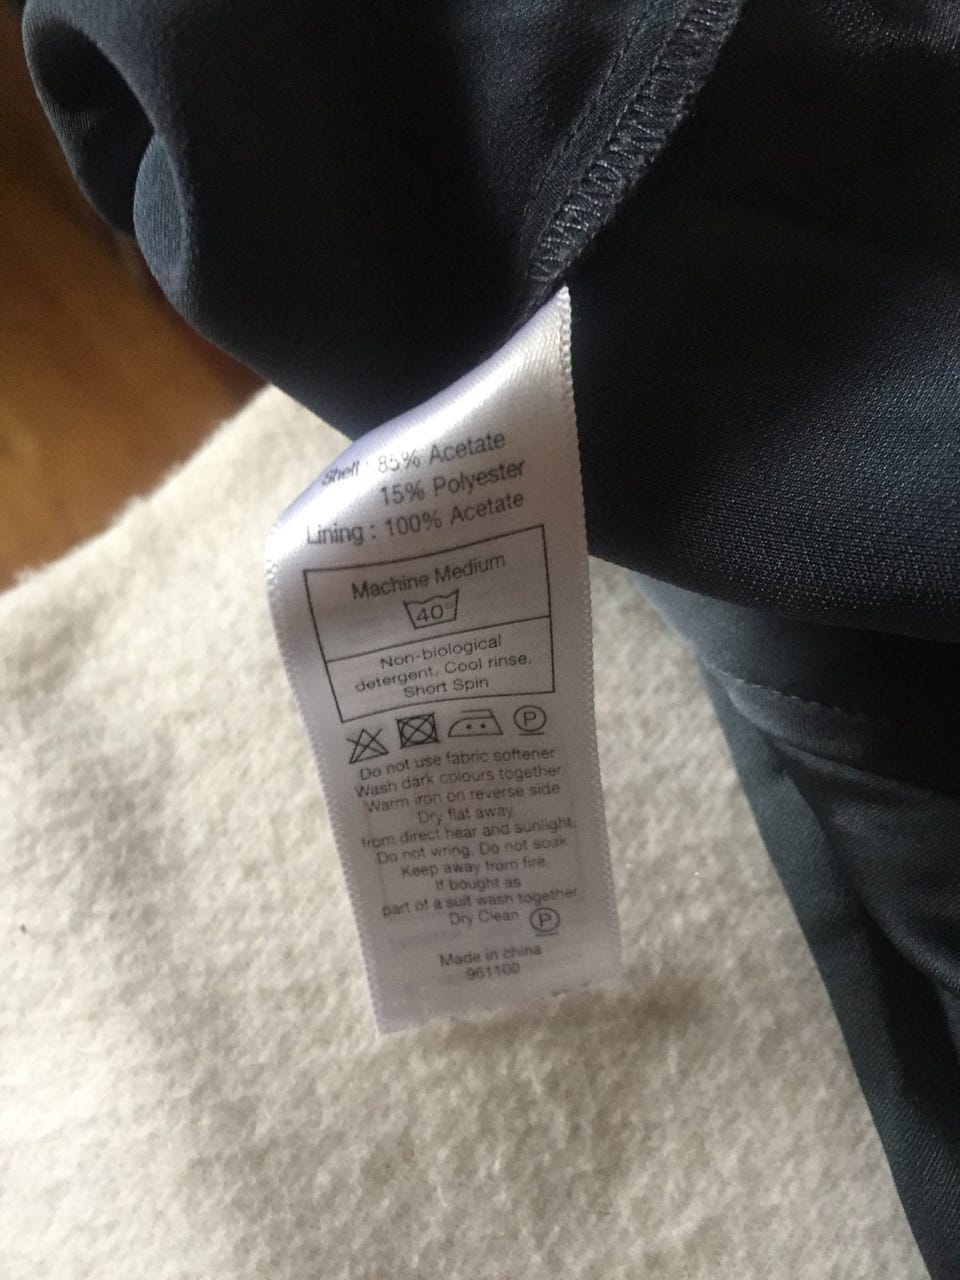 Shell : 85% Acetate
15% Polyester
Lining : 100% Acetate
Machine Medium
40°
Non-biological
detergent. Cool rinse.
Short Spin
P
Do not use fabric softener
Wash dark colours together
Warm iron on reverse side
Dry flat away
from direct hear and sunlight.
Do not wring. Do not soak
Keep away from fire.
If bought as
part of a suit wash together.
Dry Clean P
Made in china
961100